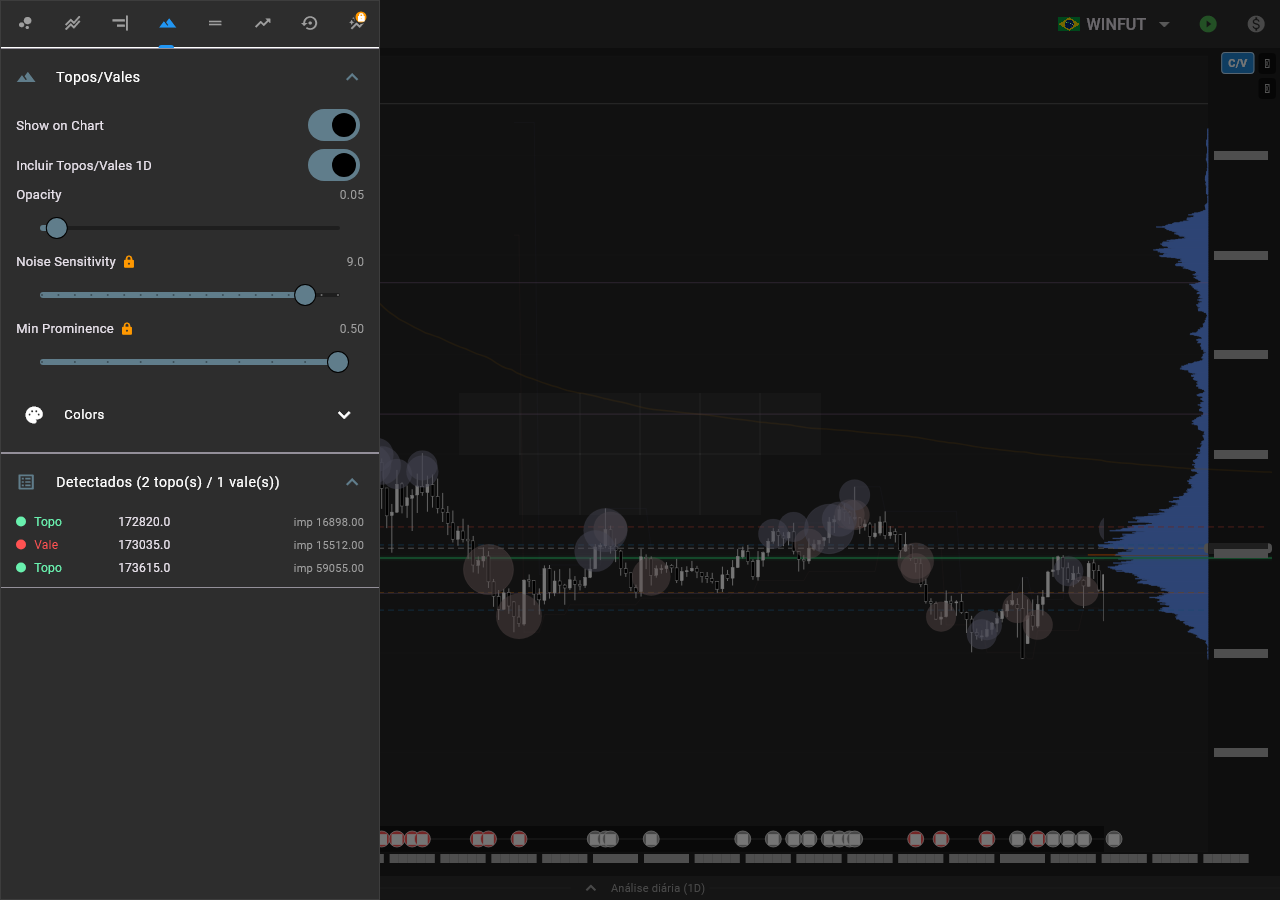 WINFUT
C/V
Topos/Vales
Show on Chart
Incluir Topos/Vales 1D
Opacity 0.05
Noise Sensitivity 9.0
Min Prominence 0.50
Colors
Detectados (2 topo(s) / 1 vale(s))
Topo 172820.0 imp 16898.00
Vale 173035.0 imp 15512.00
Topo 173615.0 imp 59055.00
Análise diária (1D)